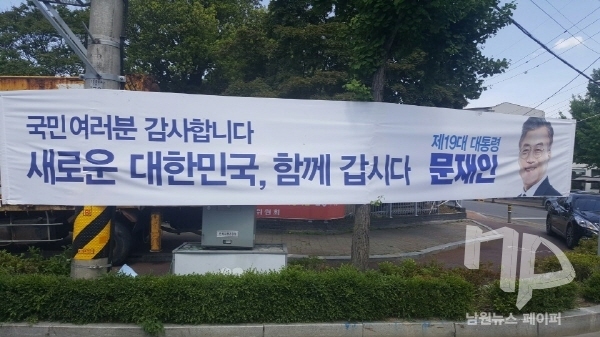 국민여러분 감사합니다
새로운 대한민국, 함께 갑시다
제19대 대통령
문재인
np
남원뉴스 페이퍼